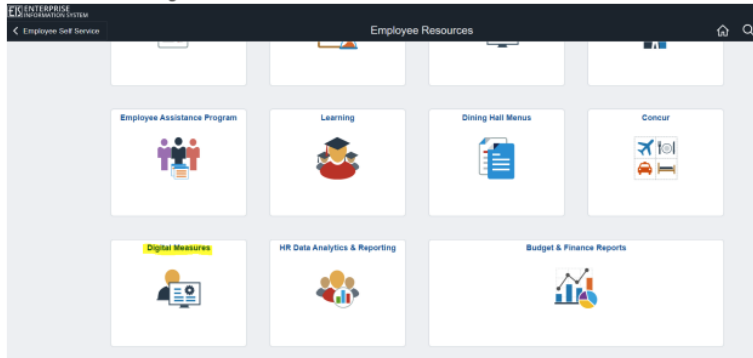 EIS ENTERPRISE
INFORMATION SYSTEM
Employee Self Service
Employee Resources
Employee Assistance Program
Learning
Dining Hall Menus
Concur
Digital Measures
HR Data Analytics & Reporting
Budget & Finance Reports